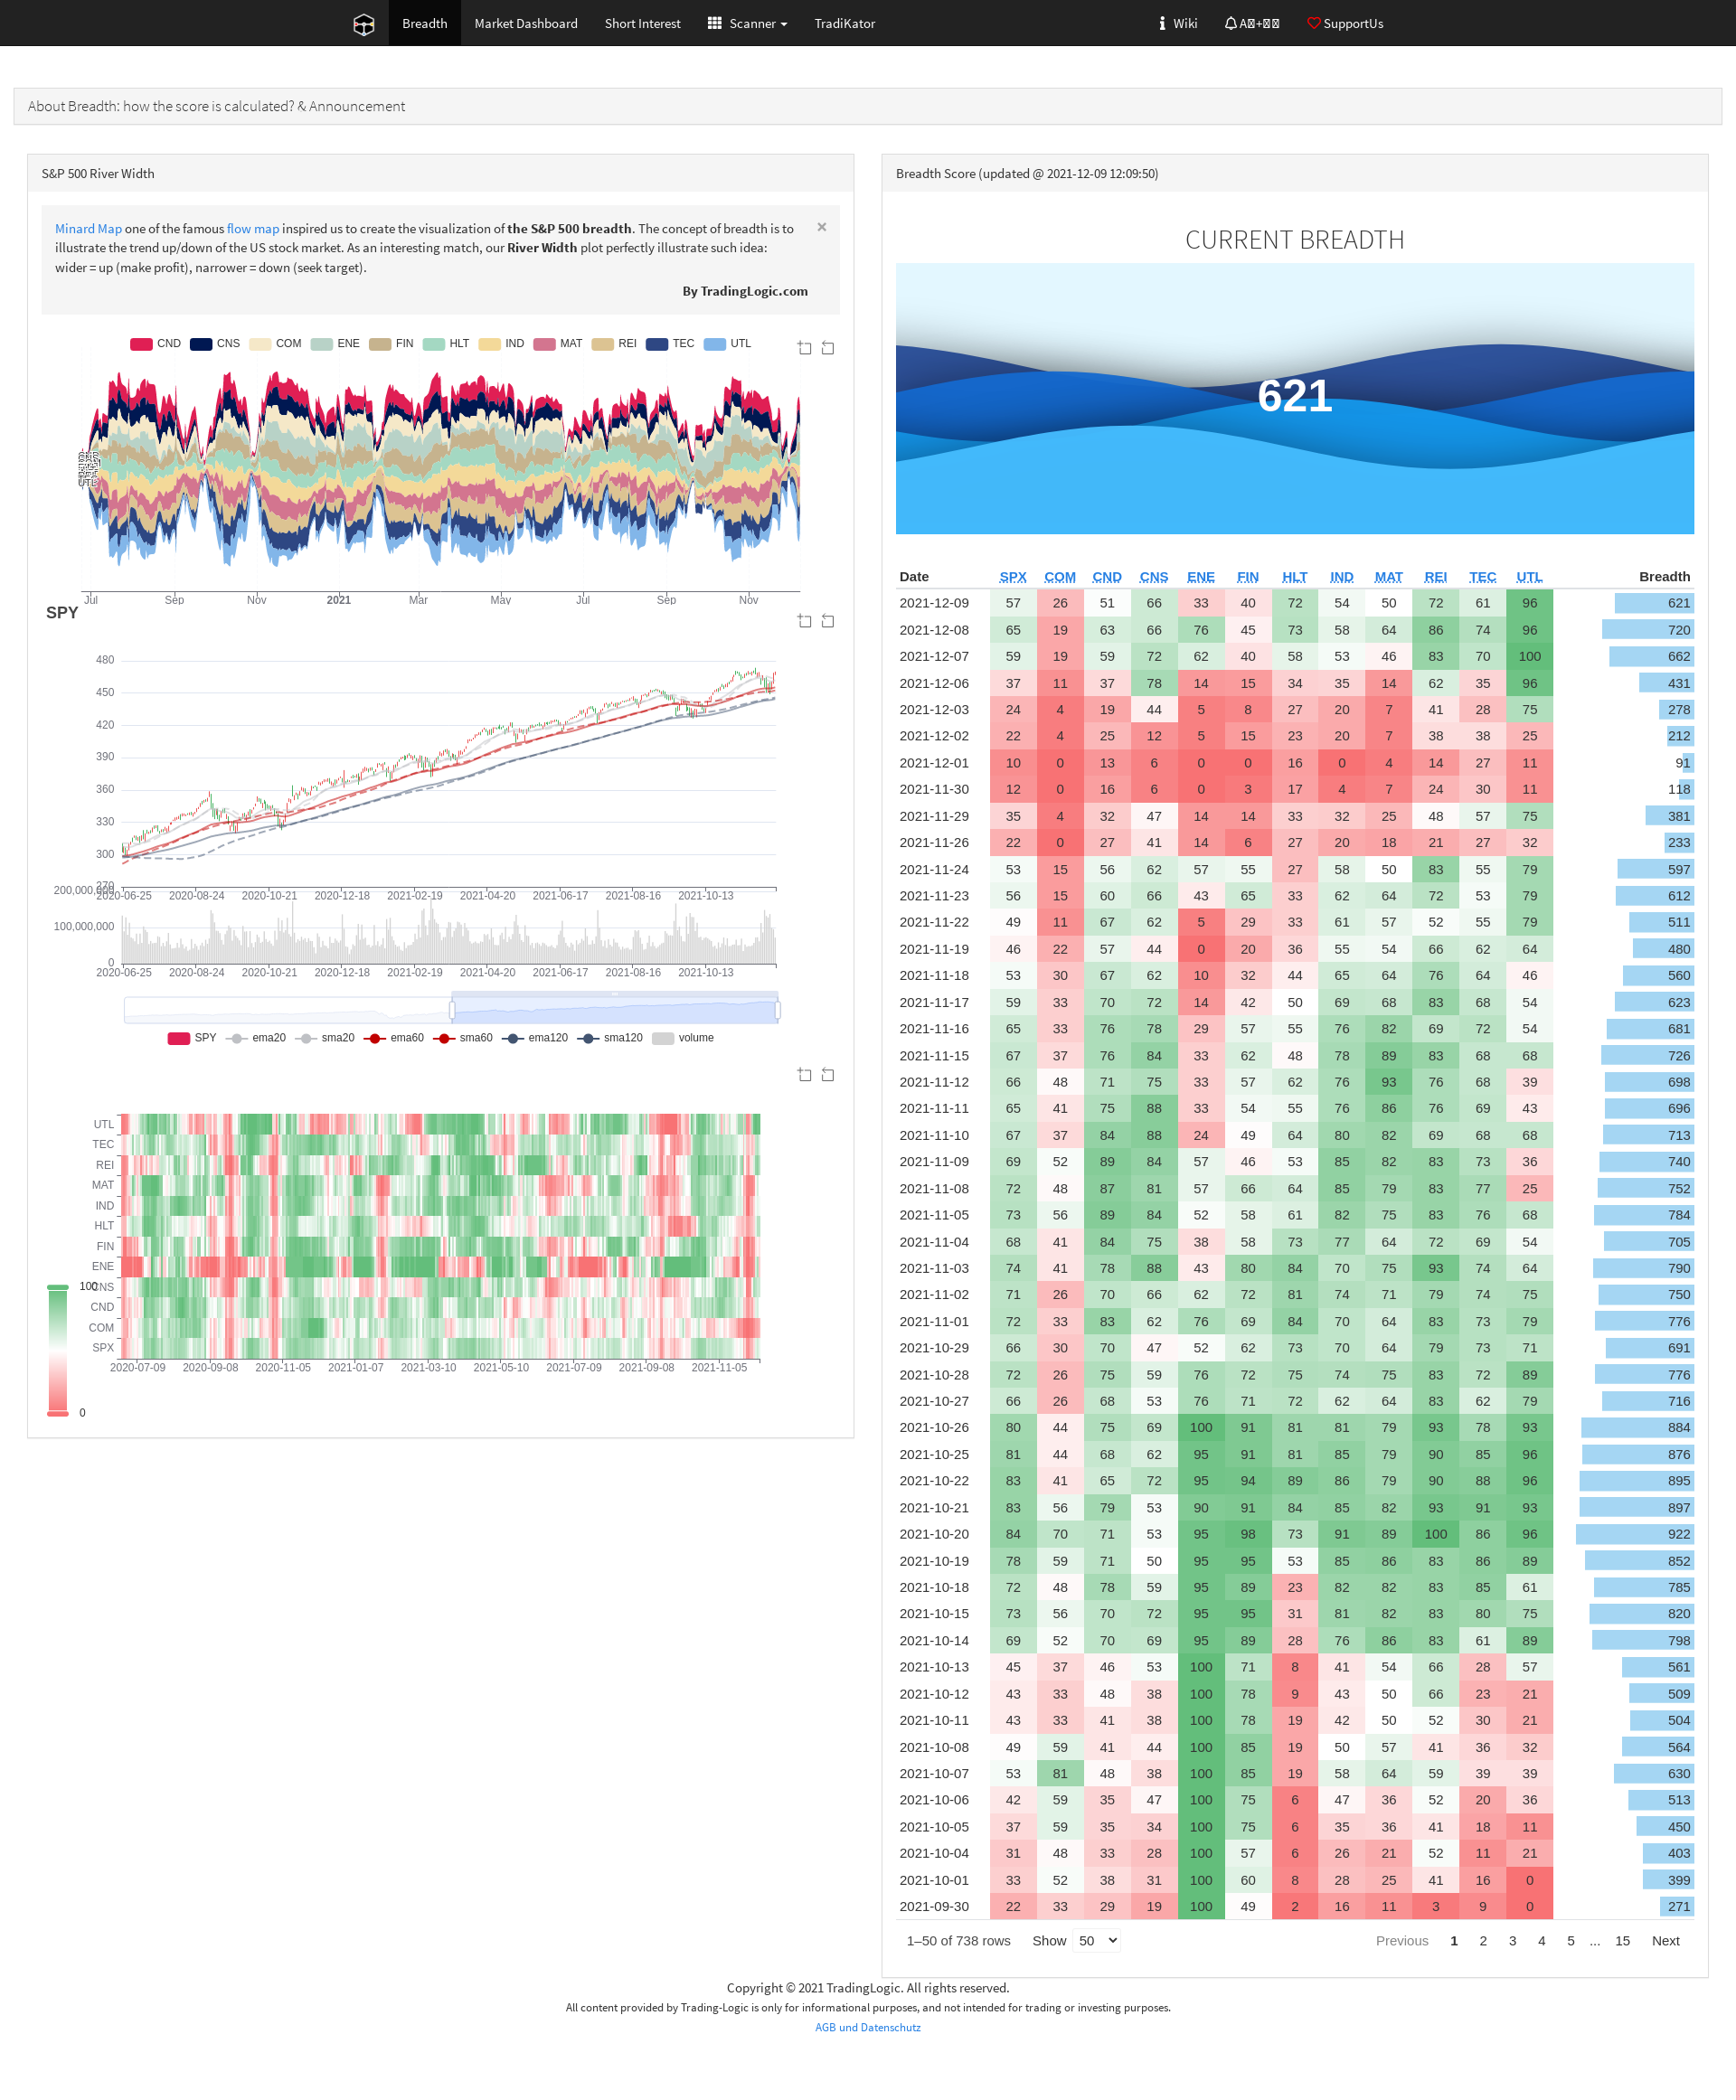 Breadth Market Dashboard Short Interest Scanner TradiKator Wiki SupportUs
About Breadth: how the score is calculated? & Announcement
S&P 500 River Width
Minard Map one of the famous flow map inspired us to create the visualization of the S&P 500 breadth. The concept of breadth is to
illustrate the trend up/down of the US stock market. As an interesting match, our River Width plot perfectly illustrate such idea:
wider = up (make profit), narrower = down (seek target).
×
By TradingLogic.com
CND CNS COM ENE FIN HLT IND MAT REI TEC UTL
UTL
Jul Sep Nov 2021 Mar May Jul Sep Nov
SPY
480
450
420
390
360
330
300
270
2020-06-25 2020-08-24 2020-10-21 2020-12-18 2021-02-19 2021-04-20 2021-06-17 2021-08-16 2021-10-13
200,000,000
100,000,000
0
2020-06-25 2020-08-24 2020-10-21 2020-12-18 2021-02-19 2021-04-20 2021-06-17 2021-08-16 2021-10-13
SPY ema20 sma20 ema60 sma60 ema120 sma120 volume
UTL
TEC
REI
MAT
IND
HLT
FIN
ENE
CNS
CND
COM
SPX
100
0
2020-07-09 2020-09-08 2020-11-05 2021-01-07 2021-03-10 2021-05-10 2021-07-09 2021-09-08 2021-11-05
Breadth Score (updated @ 2021-12-09 12:09:50)
CURRENT BREADTH
621
Date SPX COM CND CNS ENE FIN HLT IND MAT REI TEC UTL Breadth
2021-12-09 57 26 51 66 33 40 72 54 50 72 61 96 621
2021-12-08 65 19 63 66 76 45 73 58 64 86 74 96 720
2021-12-07 59 19 59 72 62 40 58 53 46 83 70 100 662
2021-12-06 37 11 37 78 14 15 34 35 14 62 35 96 431
2021-12-03 24 4 19 44 5 8 27 20 7 41 28 75 278
2021-12-02 22 4 25 12 5 15 23 20 7 38 38 25 212
2021-12-01 10 0 13 6 0 0 16 0 4 14 27 11 91
2021-11-30 12 0 16 6 0 3 17 4 7 24 30 11 118
2021-11-29 35 4 32 47 14 14 33 32 25 48 57 75 381
2021-11-26 22 0 27 41 14 6 27 20 18 21 27 32 233
2021-11-24 53 15 56 62 57 55 27 58 50 83 55 79 597
2021-11-23 56 15 60 66 43 65 33 62 64 72 53 79 612
2021-11-22 49 11 67 62 5 29 33 61 57 52 55 79 511
2021-11-19 46 22 57 44 0 20 36 55 54 66 62 64 480
2021-11-18 53 30 67 62 10 32 44 65 64 76 64 46 560
2021-11-17 59 33 70 72 14 42 50 69 68 83 68 54 623
2021-11-16 65 33 76 78 29 57 55 76 82 69 72 54 681
2021-11-15 67 37 76 84 33 62 48 78 89 83 68 68 726
2021-11-12 66 48 71 75 33 57 62 76 93 76 68 39 698
2021-11-11 65 41 75 88 33 54 55 76 86 76 69 43 696
2021-11-10 67 37 84 88 24 49 64 80 82 69 68 68 713
2021-11-09 69 52 89 84 57 46 53 85 82 83 73 36 740
2021-11-08 72 48 87 81 57 66 64 85 79 83 77 25 752
2021-11-05 73 56 89 84 52 58 61 82 75 83 76 68 784
2021-11-04 68 41 84 75 38 58 73 77 64 72 69 54 705
2021-11-03 74 41 78 88 43 80 84 70 75 93 74 64 790
2021-11-02 71 26 70 66 62 72 81 74 71 79 74 75 750
2021-11-01 72 33 83 62 76 69 84 70 64 83 73 79 776
2021-10-29 66 30 70 47 52 62 73 70 64 79 73 71 691
2021-10-28 72 26 75 59 76 72 75 74 75 83 72 89 776
2021-10-27 66 26 68 53 76 71 72 62 64 83 62 79 716
2021-10-26 80 44 75 69 100 91 81 81 79 93 78 93 884
2021-10-25 81 44 68 62 95 91 81 85 79 90 85 96 876
2021-10-22 83 41 65 72 95 94 89 86 79 90 88 96 895
2021-10-21 83 56 79 53 90 91 84 85 82 93 91 93 897
2021-10-20 84 70 71 53 95 98 73 91 89 100 86 96 922
2021-10-19 78 59 71 50 95 95 53 85 86 83 86 89 852
2021-10-18 72 48 78 59 95 89 23 82 82 83 85 61 785
2021-10-15 73 56 70 72 95 95 31 81 82 83 80 75 820
2021-10-14 69 52 70 69 95 89 28 76 86 83 61 89 798
2021-10-13 45 37 46 53 100 71 8 41 54 66 28 57 561
2021-10-12 43 33 48 38 100 78 9 43 50 66 23 21 509
2021-10-11 43 33 41 38 100 78 19 42 50 52 30 21 504
2021-10-08 49 59 41 44 100 85 19 50 57 41 36 32 564
2021-10-07 53 81 48 38 100 85 19 58 64 59 39 39 630
2021-10-06 42 59 35 47 100 75 6 47 36 52 20 36 513
2021-10-05 37 59 35 34 100 75 6 35 36 41 18 11 450
2021-10-04 31 48 33 28 100 57 6 26 21 52 11 21 403
2021-10-01 33 52 38 31 100 60 8 28 25 41 16 0 399
2021-09-30 22 33 29 19 100 49 2 16 11 3 9 0 271
1–50 of 738 rows Show 50 Previous 1 2 3 4 5 ... 15 Next
Copyright © 2021 TradingLogic. All rights reserved.
All content provided by Trading-Logic is only for informational purposes, and not intended for trading or investing purposes.
AGB und Datenschutz